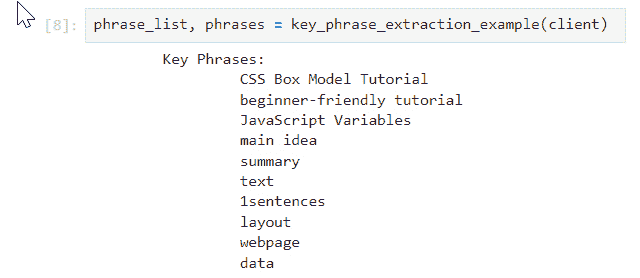 [8]: phrase_list, phrases = key_phrase_extraction_example(client)
Key Phrases:
CSS Box Model Tutorial
beginner-friendly tutorial
JavaScript Variables
main idea
summary
text
1sentences
layout
webpage
data